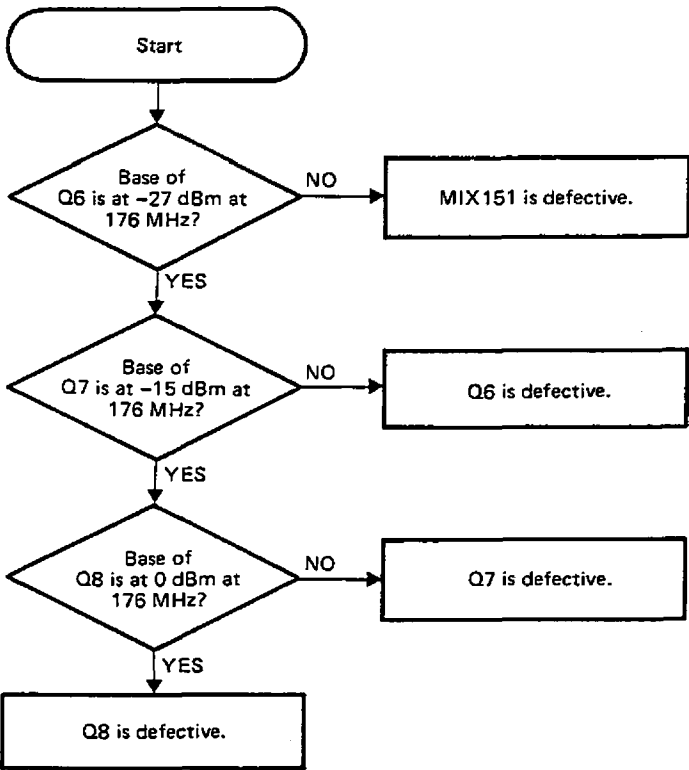 Start
Base of
Q6 is at –27 dBm at
176 MHz?
NO
MIX151 is defective.
YES
Base of
Q7 is at –15 dBm at
176 MHz?
NO
Q6 is defective.
YES
Base of
Q8 is at 0 dBm at
176 MHz?
NO
Q7 is defective.
YES
Q8 is defective.